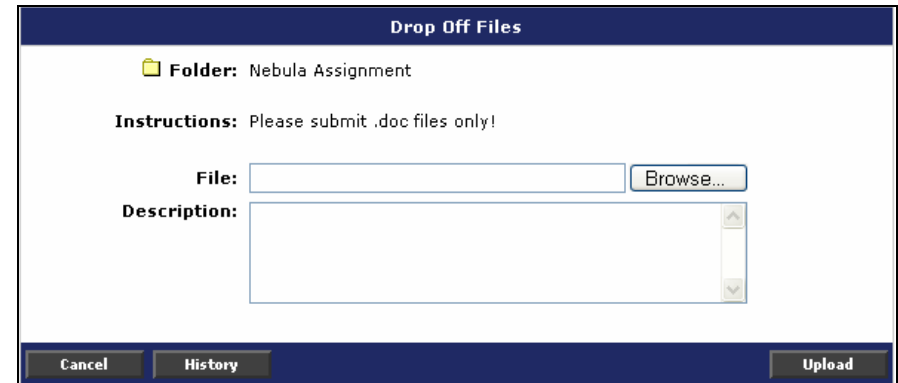 Drop Off Files
Folder: Nebula Assignment
Instructions: Please submit .doc files only!
File: Browse...
Description:
Cancel History Upload